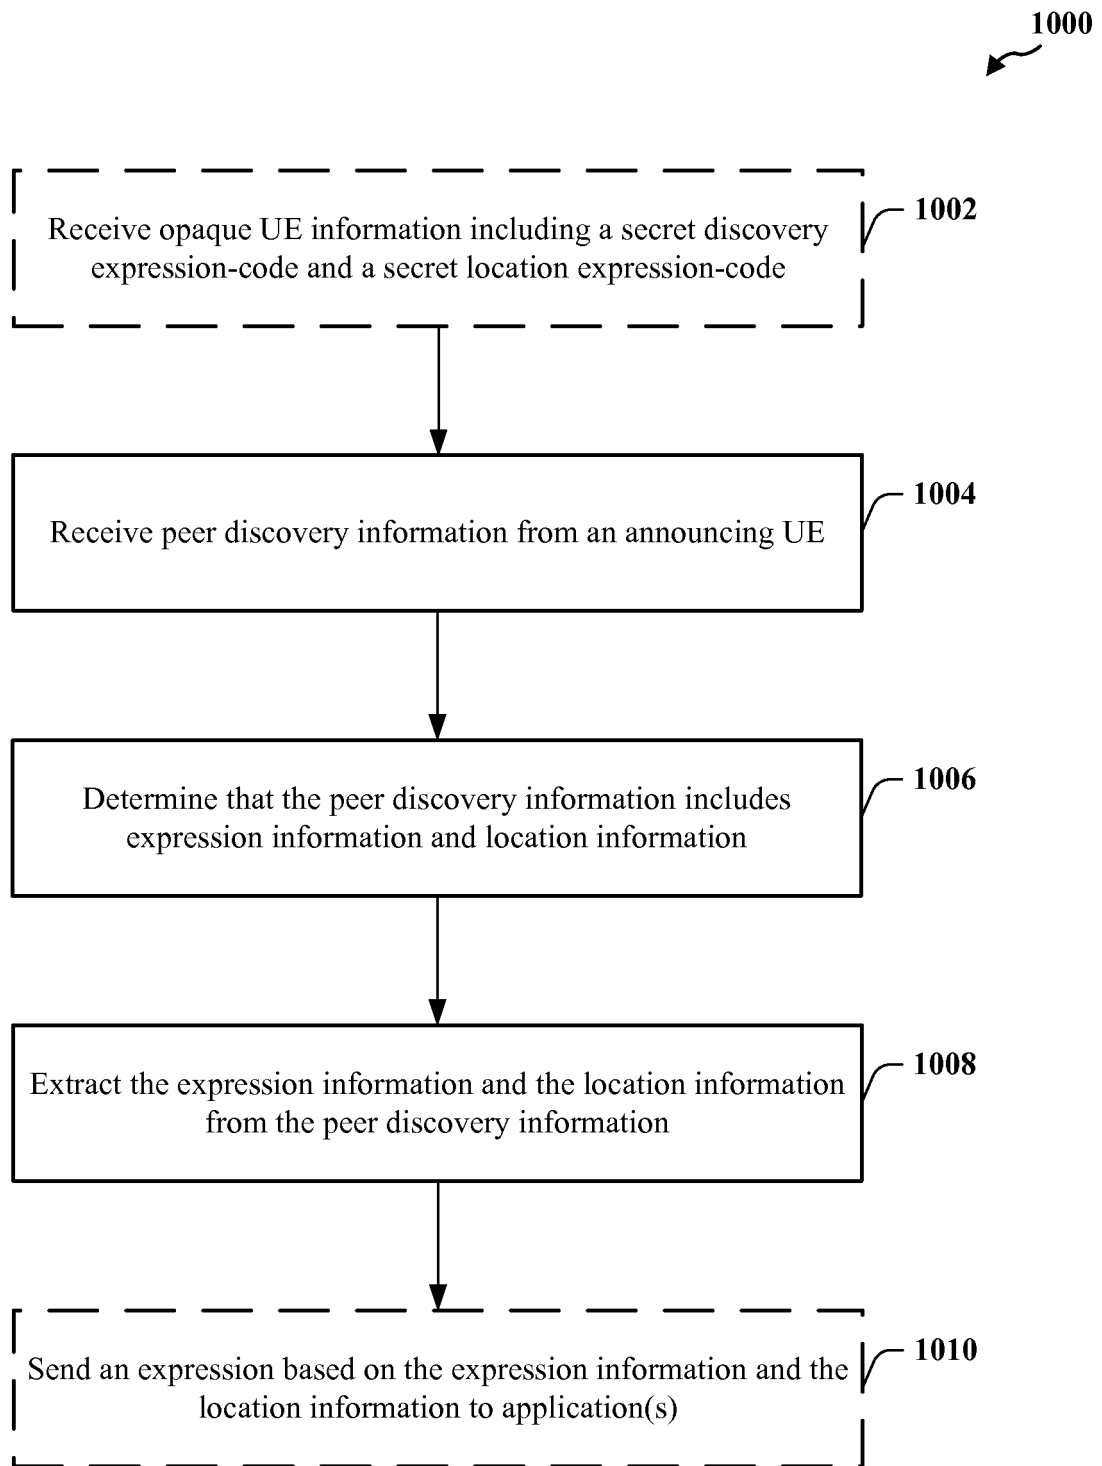 1000
Receive opaque UE information including a secret discovery
expression-code and a secret location expression-code
1002
Receive peer discovery information from an announcing UE
1004
Determine that the peer discovery information includes
expression information and location information
1006
Extract the expression information and the location information
from the peer discovery information
1008
Send an expression based on the expression information and the
location information to application(s)
1010